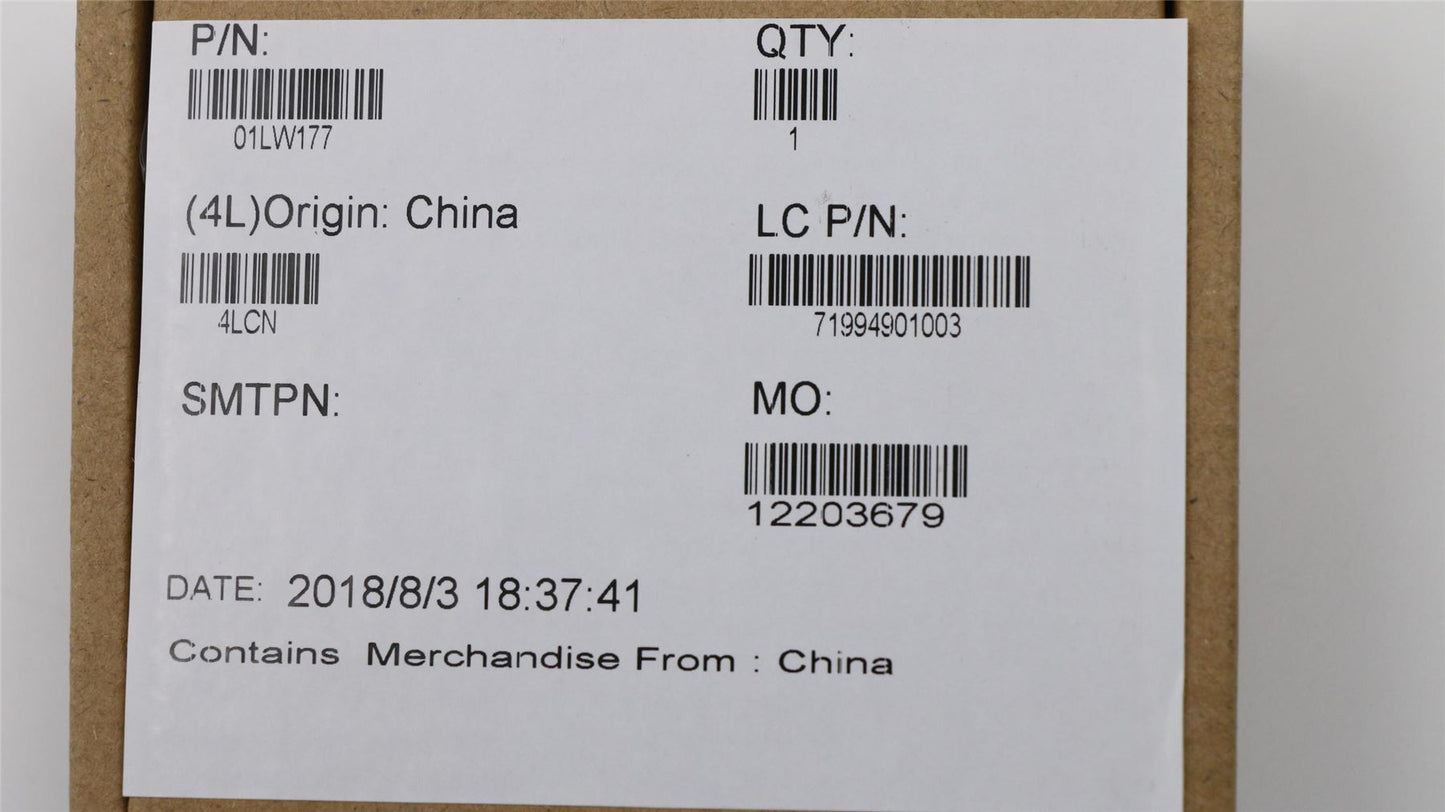 P/N:
QTY:
01LW177
1
(4L)Origin: China
LC P/N:
4LCN
71994901003
SMTPN:
MO:
12203679
DATE: 2018/8/3 18:37:41
Contains Merchandise From : China